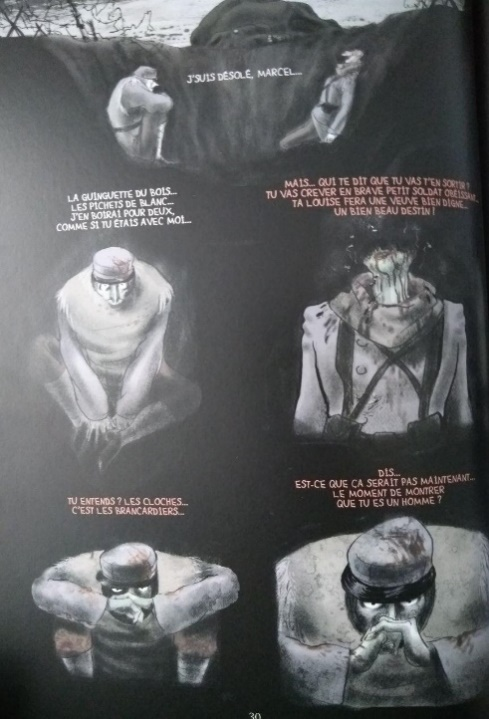 J'SUIS DÉSOLÉ, MARCEL...
LA GUINGUETTE DU BOIS...
LES PICHETS DE BLANC...
J'EN BOIRAI POUR DEUX,
COMME SI TU ÉTAIS AVEC MOI...
MAIS... QUI TE DIT QUE TU VAS T'EN SORTIR ?
TU VAS CREVER EN BRAVE PETIT SOLDAT OBÉISSANT...
TA LOUISE FERA UNE VEUVE BIEN DIGNE...
UN BIEN BEAU DESTIN !
TU ENTENDS ? LES CLOCHES...
C'EST LES BRANCARDIERS...
DIS...
EST-CE QUE ÇA SERAIT PAS MAINTENANT...
LE MOMENT DE MONTRER
QUE TU ES UN HOMME ?
30